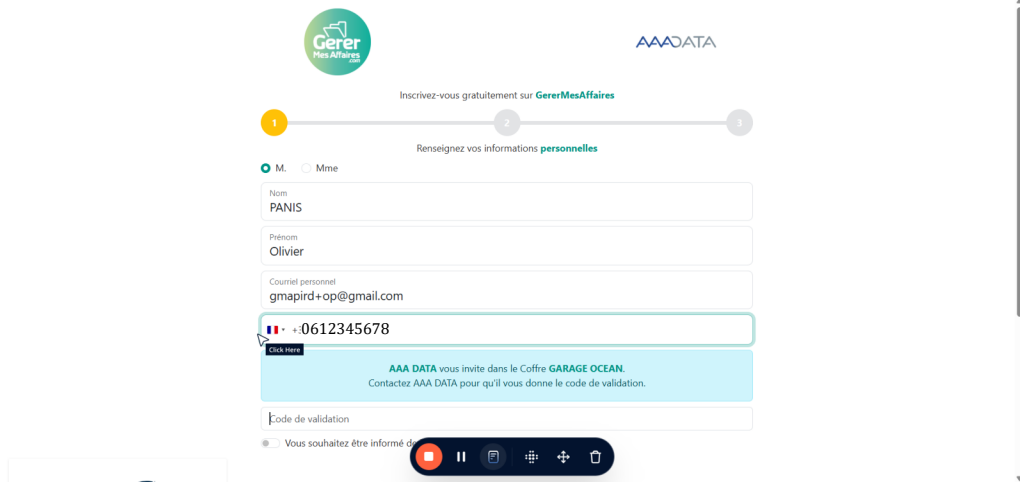 Gerer
Mes Affaires
.com
AAADATA
Inscrivez-vous gratuitement sur GererMesAffaires
1
2
3
Renseignez vos informations personnelles
M.
Mme
Nom
PANIS
Prénom
Olivier
Courriel personnel
gmapird+op@gmail.com
0612345678
Click Here
AAA DATA vous invite dans le Coffre GARAGE OCEAN.
Contactez AAA DATA pour qu'il vous donne le code de validation.
Code de validation
Vous souhaitez être informé de